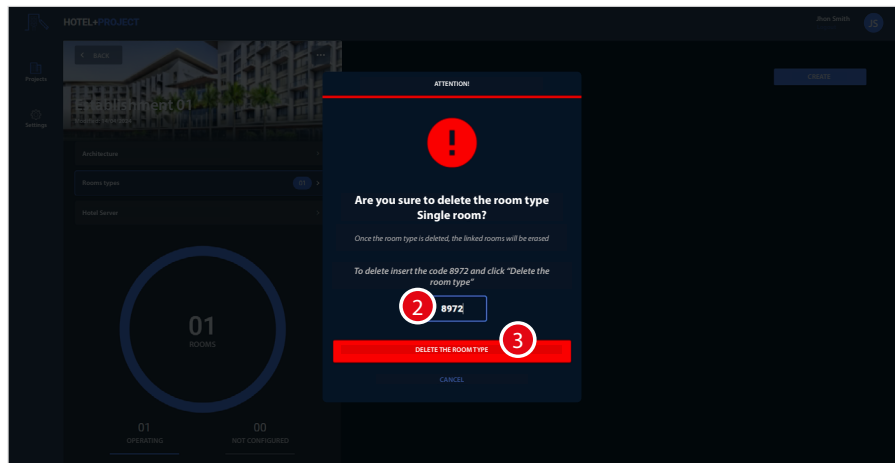 HOTEL+PROJECT
Jhon Smith
JS
BACK
Projects
Settings
Establishment 01
CREATE
Architecture
Rooms types
01
Hotel Server
01
ROOMS
01
OPERATING
00
NOT CONFIGURED
ATTENTION!
!
Are you sure to delete the room type
Single room?
Once the room type is deleted, the linked rooms will be erased
To delete insert the code 8972 and click “Delete the
room type”
2
8972
3
DELETE THE ROOM TYPE
CANCEL